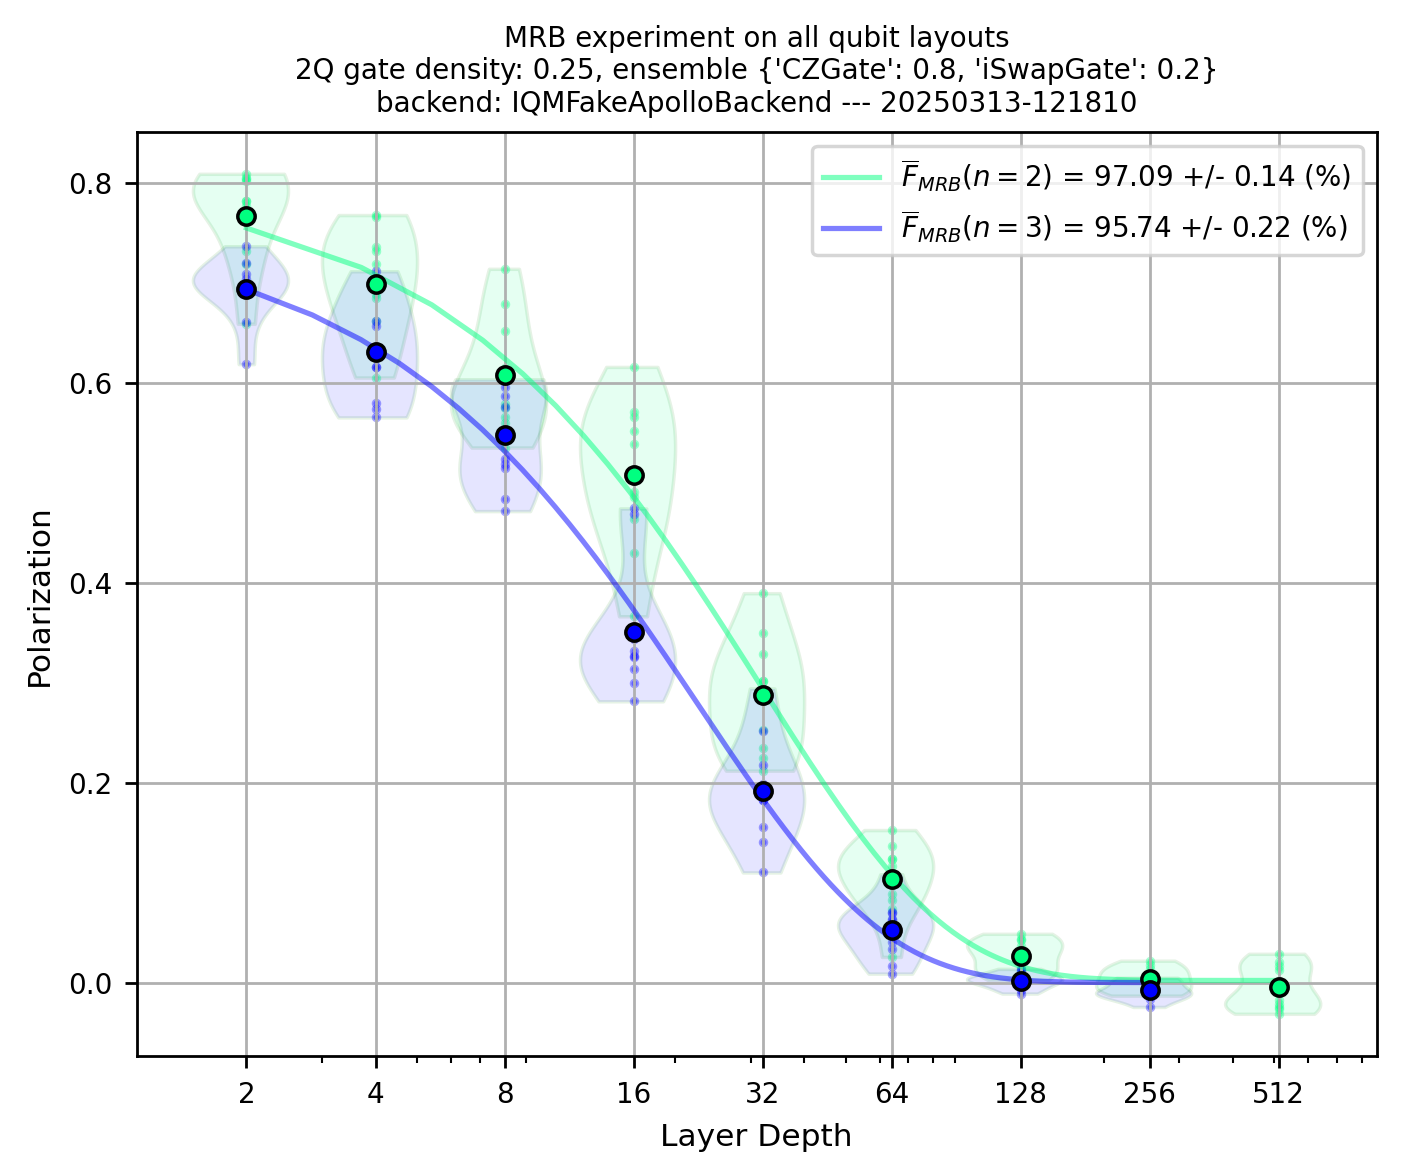 MRB experiment on all qubit layouts
2Q gate density: 0.25, ensemble {'CZGate': 0.8, 'iSwapGate': 0.2}
backend: IQMFakeApolloBackend --- 20250313-121810
F̅_MRB(n = 2) = 97.09 +/- 0.14 (%)
F̅_MRB(n = 3) = 95.74 +/- 0.22 (%)
Polarization
0.8
0.6
0.4
0.2
0.0
2 4 8 16 32 64 128 256 512
Layer Depth